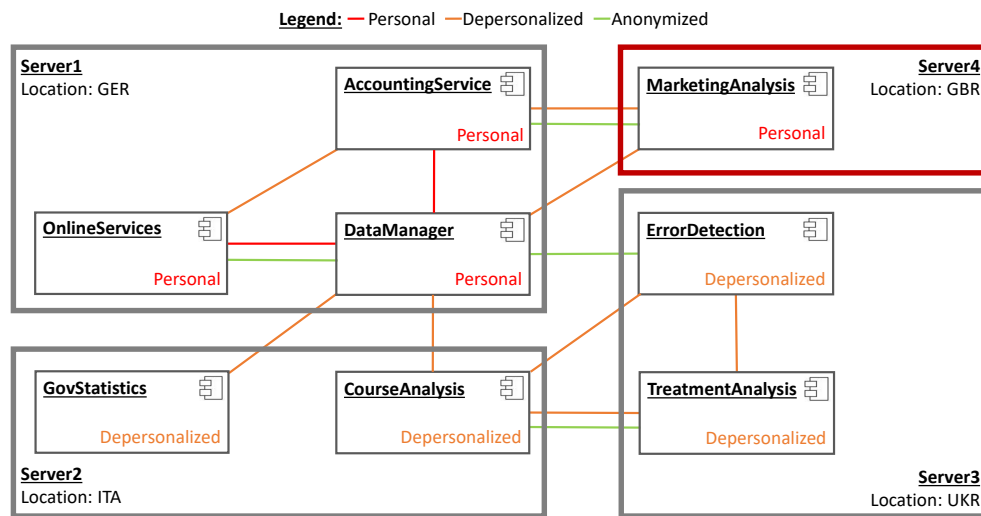 Legend: Personal Depersonalized Anonymized
Server1
Location: GER
AccountingService
Personal
MarketingAnalysis
Personal
Server4
Location: GBR
OnlineServices
Personal
DataManager
Personal
ErrorDetection
Depersonalized
GovStatistics
Depersonalized
CourseAnalysis
Depersonalized
TreatmentAnalysis
Depersonalized
Server2
Location: ITA
Server3
Location: UKR